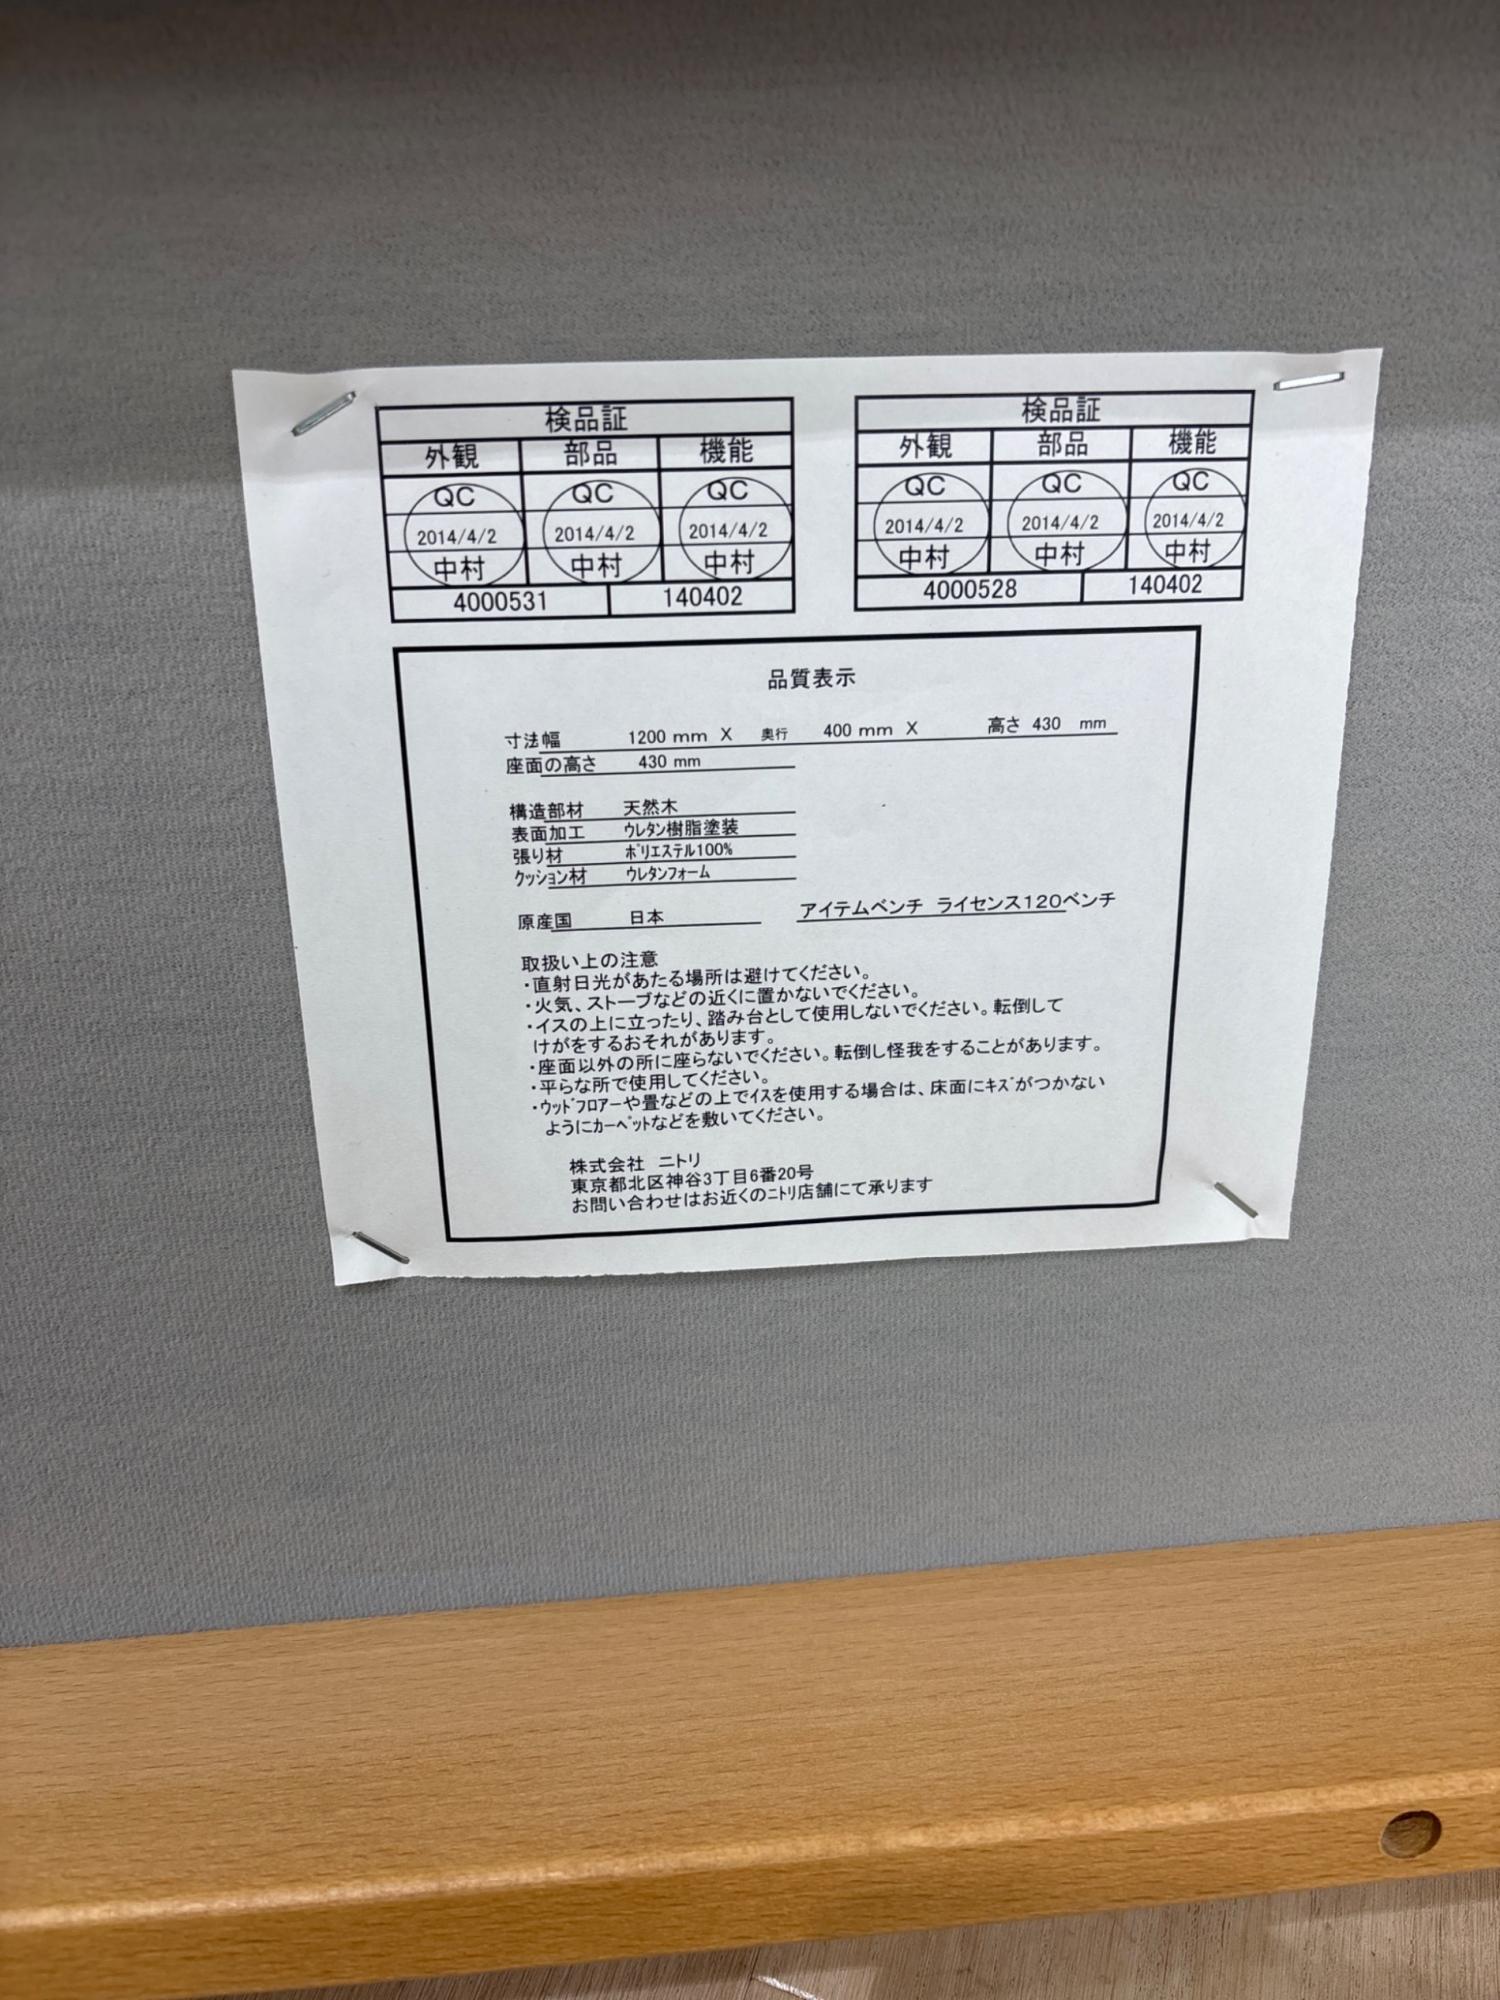 検品証
外観 部品 機能
QC QC QC
2014/4/2 2014/4/2 2014/4/2
中村 中村 中村
4000531 140402
検品証
外観 部品 機能
QC QC QC
2014/4/2 2014/4/2 2014/4/2
中村 中村 中村
4000528 140402
品質表示
寸法幅 1200 mm X 奥行 400 mm X 高さ 430 mm
座面の高さ 430 mm
構造部材 天然木
表面加工 ウレタン樹脂塗装
張り材 ポリエステル100%
クッション材 ウレタンフォーム
原産国 日本 アイテムベンチ ライセンス120ベンチ
取扱い上の注意
・直射日光があたる場所は避けてください。
・火気、ストーブなどの近くに置かないでください。
・イスの上に立ったり、踏み台として使用しないでください。転倒して
けがをするおそれがあります。
・座面以外の所に座らないでください。転倒し怪我をすることがあります。
・平らな所で使用してください。
・ウッドフロアーや畳などの上でイスを使用する場合は、床面にキズがつかない
ようにカーペットなどを敷いてください。
株式会社 ニトリ
東京都北区神谷3丁目6番20号
お問い合わせはお近くのニトリ店舗にて承ります